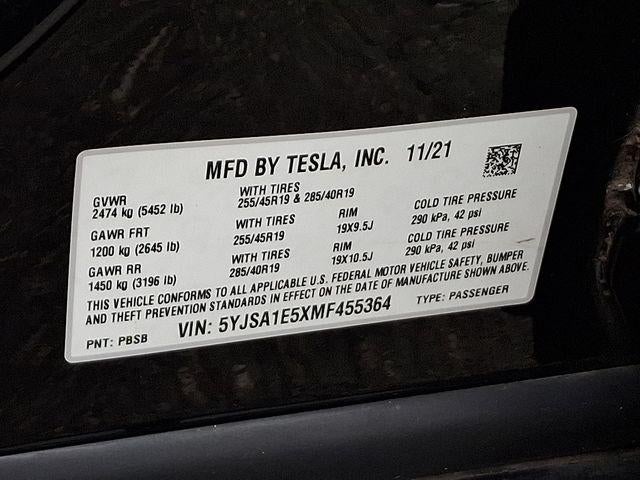 MFD BY TESLA, INC. 11/21
GVWR
2474 kg (5452 lb)
WITH TIRES
255/45R19 & 285/40R19
GAWR FRT
1200 kg (2645 lb)
WITH TIRES
255/45R19
RIM
19X9.5J
COLD TIRE PRESSURE
290 kPa, 42 psi
GAWR RR
1450 kg (3196 lb)
WITH TIRES
285/40R19
RIM
19X10.5J
COLD TIRE PRESSURE
290 kPa, 42 psi
THIS VEHICLE CONFORMS TO ALL APPLICABLE U.S. FEDERAL MOTOR VEHICLE SAFETY, BUMPER
AND THEFT PREVENTION STANDARDS IN EFFECT ON THE DATE OF MANUFACTURE SHOWN ABOVE.
PNT: PBSB VIN: 5YJSA1E5XMF455364 TYPE: PASSENGER